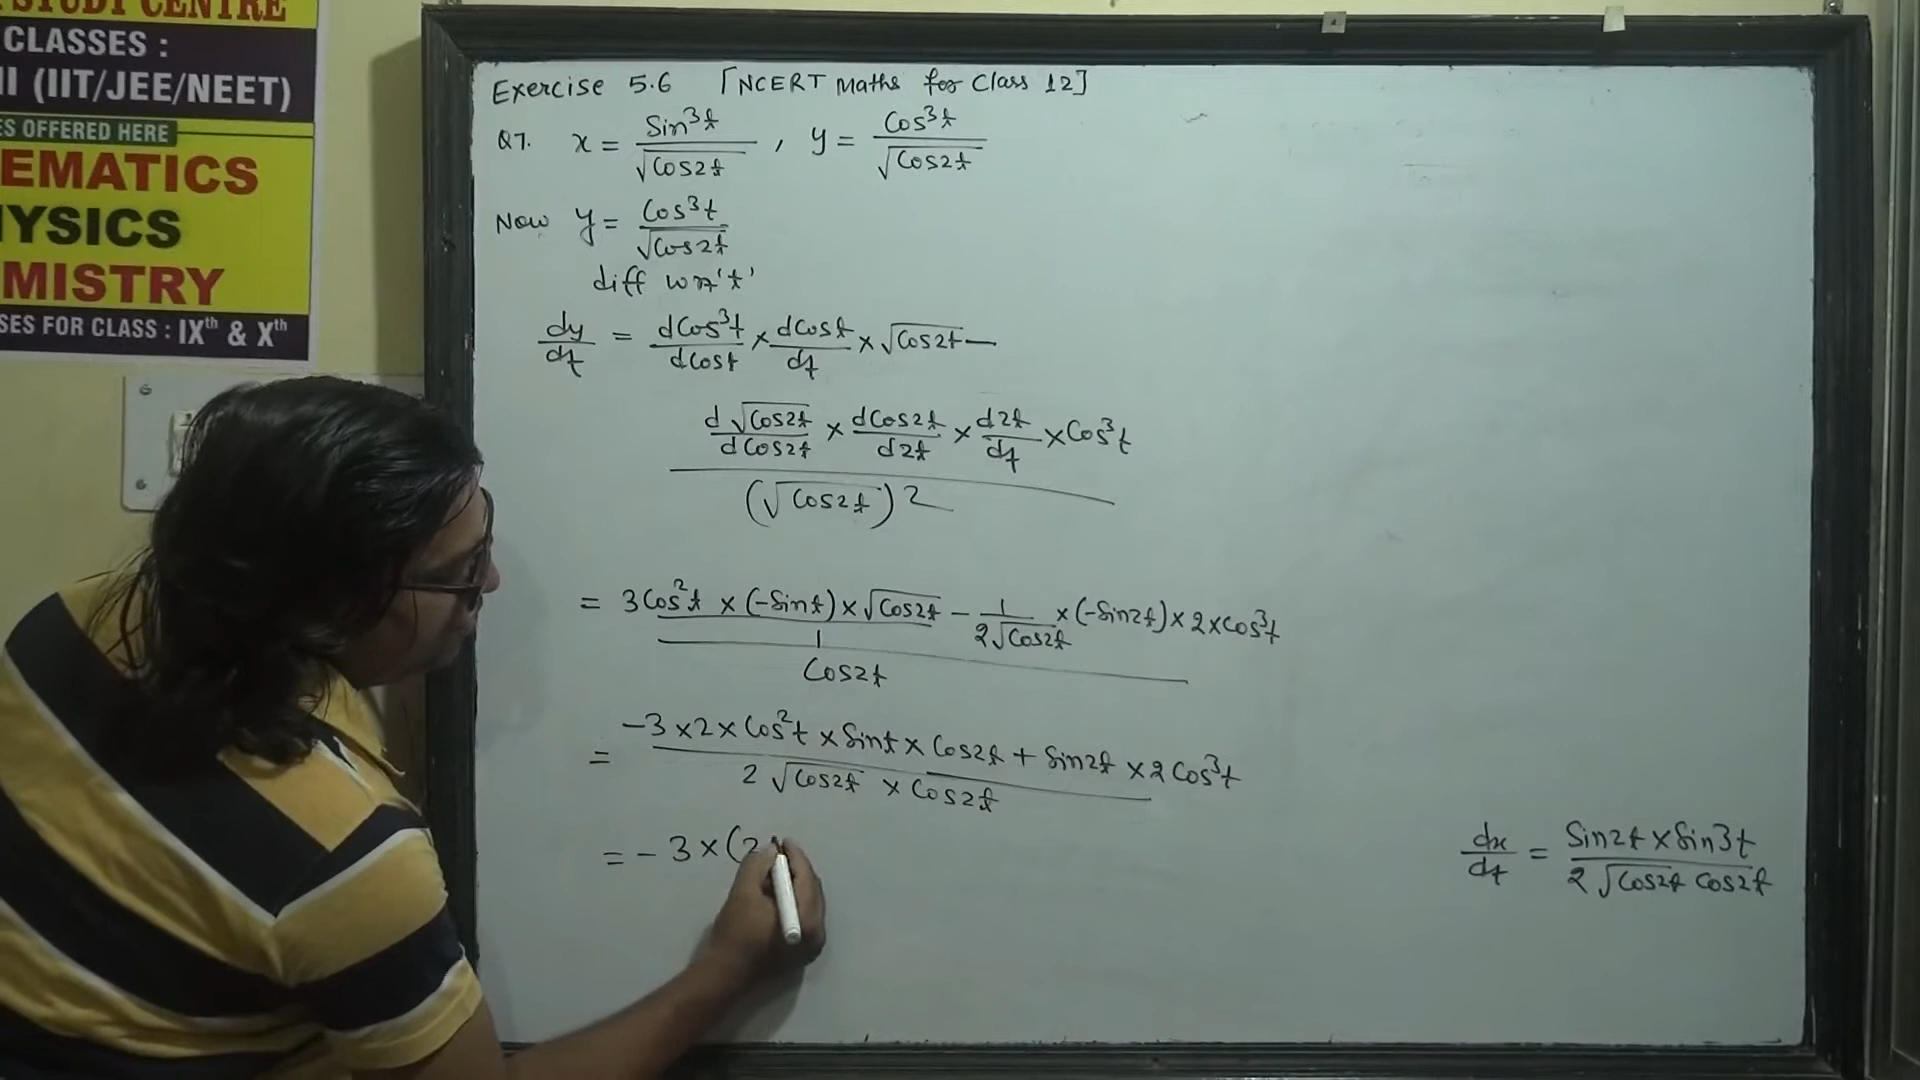 STUDY CENTRE
CLASSES :
II (IIT/JEE/NEET)
ES OFFERED HERE
EMATICS
YSICS
MISTRY
SES FOR CLASS : IXth & Xth
Exercise 5.6 [NCERT Maths for Class 12]
Q7. x = Sin³t / √Cos2t , y = Cos³t / √Cos2t
Now y = Cos³t / √Cos2t
diff wr't'
dy/dt = dCos³t/dCost × dCost/dt × √Cos2t —
d√Cos2t/dCos2t × dCos2t/d2t × d2t/dt × Cos³t
(√Cos2t)2
= 3Cos²t × (-Sint) × √Cos2t - 1/2√Cos2t × (-Sin2t) × 2 × Cos³t
1
Cos2t
= -3 × 2 × Cos²t × Sint × Cos2t + Sin2t × 2Cos³t
2 √Cos2t × Cos2t
= - 3 × (2
dx/dt = Sin2t × Sin3t / 2 √Cos2t Cos2t